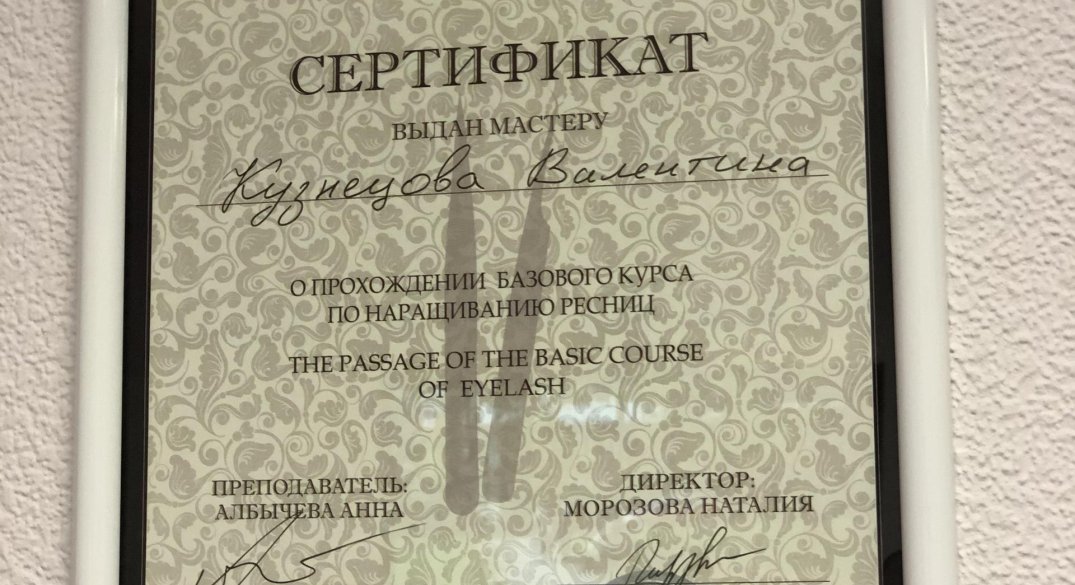 СЕРТИФИКАТ
ВЫДАН МАСТЕРУ
Кузнецова Валентина
О ПРОХОЖДЕНИИ БАЗОВОГО КУРСА
ПО НАРАЩИВАНИЮ РЕСНИЦ
THE PASSAGE OF THE BASIC COURSE
OF EYELASH
ПРЕПОДАВАТЕЛЬ:
АЛБЫЧЕВА АННА
ДИРЕКТОР:
МОРОЗОВА НАТАЛИЯ